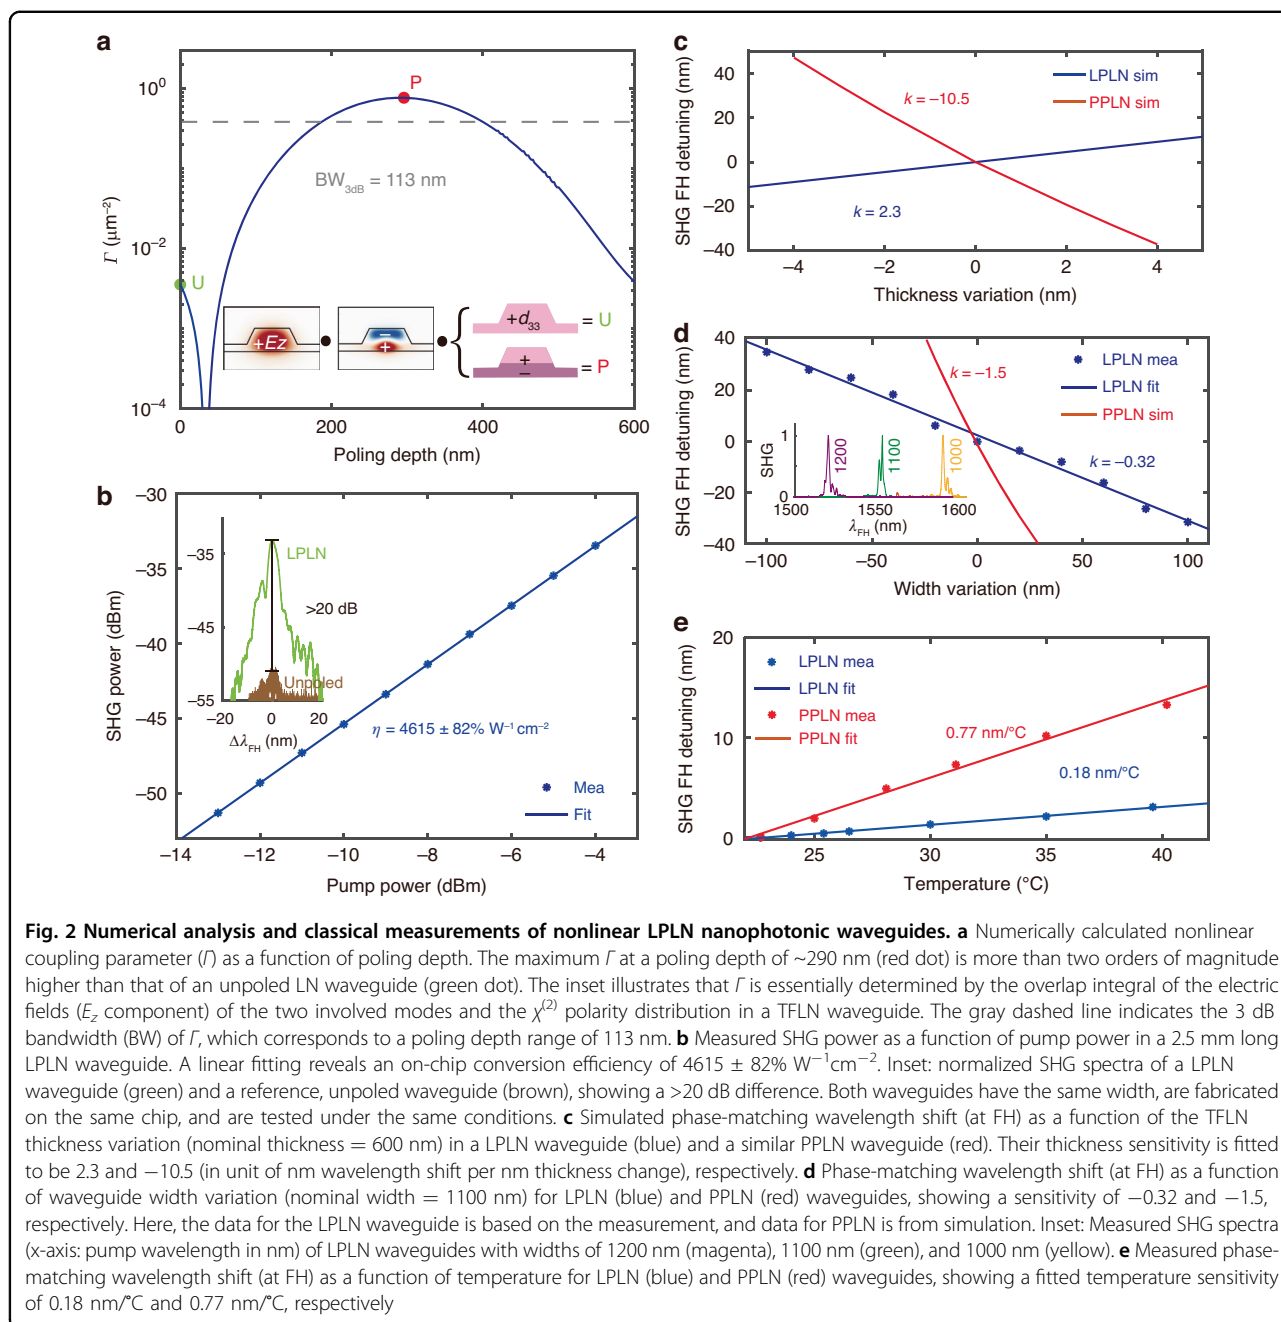 a
10⁰
10⁻²
10⁻⁴
Γ (μm⁻²)
P
U
BW3dB = 113 nm
+Ez
−
+
+d33
= U
+
−
= P
0
200
400
600
Poling depth (nm)
b
−30
−35
−40
−45
−50
SHG power (dBm)
−35
−45
−55
LPLN
>20 dB
Unpoled
−20
0
20
ΔλFH (nm)
η = 4615 ± 82% W⁻¹ cm⁻²
Mea
Fit
−14
−12
−10
−8
−6
−4
Pump power (dBm)
c
40
20
0
−20
−40
SHG FH detuning (nm)
LPLN sim
PPLN sim
k = −10.5
k = 2.3
−4
−2
0
2
4
Thickness variation (nm)
d
40
20
0
−20
−40
SHG FH detuning (nm)
LPLN mea
LPLN fit
PPLN sim
k = −1.5
k = −0.32
SHG
1
0
1200
1100
1000
1500
1550
1600
λFH (nm)
−100
−50
0
50
100
Width variation (nm)
e
20
10
0
SHG FH detuning (nm)
LPLN mea
LPLN fit
PPLN mea
PPLN fit
0.77 nm/°C
0.18 nm/°C
25
30
35
40
Temperature (°C)
Fig. 2 Numerical analysis and classical measurements of nonlinear LPLN nanophotonic waveguides. a Numerically calculated nonlinear
coupling parameter (Γ) as a function of poling depth. The maximum Γ at a poling depth of ~290 nm (red dot) is more than two orders of magnitude
higher than that of an unpoled LN waveguide (green dot). The inset illustrates that Γ is essentially determined by the overlap integral of the electric
fields (Ez component) of the two involved modes and the χ⁽²⁾ polarity distribution in a TFLN waveguide. The gray dashed line indicates the 3 dB
bandwidth (BW) of Γ, which corresponds to a poling depth range of 113 nm. b Measured SHG power as a function of pump power in a 2.5 mm long
LPLN waveguide. A linear fitting reveals an on-chip conversion efficiency of 4615 ± 82% W⁻¹cm⁻². Inset: normalized SHG spectra of a LPLN
waveguide (green) and a reference, unpoled waveguide (brown), showing a >20 dB difference. Both waveguides have the same width, are fabricated
on the same chip, and are tested under the same conditions. c Simulated phase-matching wavelength shift (at FH) as a function of the TFLN
thickness variation (nominal thickness = 600 nm) in a LPLN waveguide (blue) and a similar PPLN waveguide (red). Their thickness sensitivity is fitted
to be 2.3 and −10.5 (in unit of nm wavelength shift per nm thickness change), respectively. d Phase-matching wavelength shift (at FH) as a function
of waveguide width variation (nominal width = 1100 nm) for LPLN (blue) and PPLN (red) waveguides, showing a sensitivity of −0.32 and −1.5,
respectively. Here, the data for the LPLN waveguide is based on the measurement, and data for PPLN is from simulation. Inset: Measured SHG spectra
(x-axis: pump wavelength in nm) of LPLN waveguides with widths of 1200 nm (magenta), 1100 nm (green), and 1000 nm (yellow). e Measured phase-
matching wavelength shift (at FH) as a function of temperature for LPLN (blue) and PPLN (red) waveguides, showing a fitted temperature sensitivity
of 0.18 nm/°C and 0.77 nm/°C, respectively